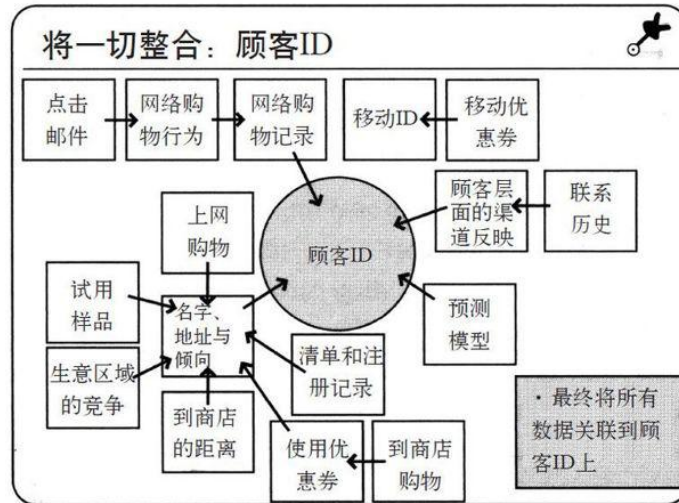 将一切整合：顾客ID
点击
邮件
网络购
物行为
网络购
物记录
移动ID
移动优
惠券
上网
购物
顾客ID
顾客层
面的渠
道反映
联系
历史
试用
样品
名字、
地址与
倾向
预测
模型
生意区域
的竞争
清单和注
册记录
到商店
的距离
使用优
惠券
到商店
购物
·最终将所有
数据关联到顾
客ID上